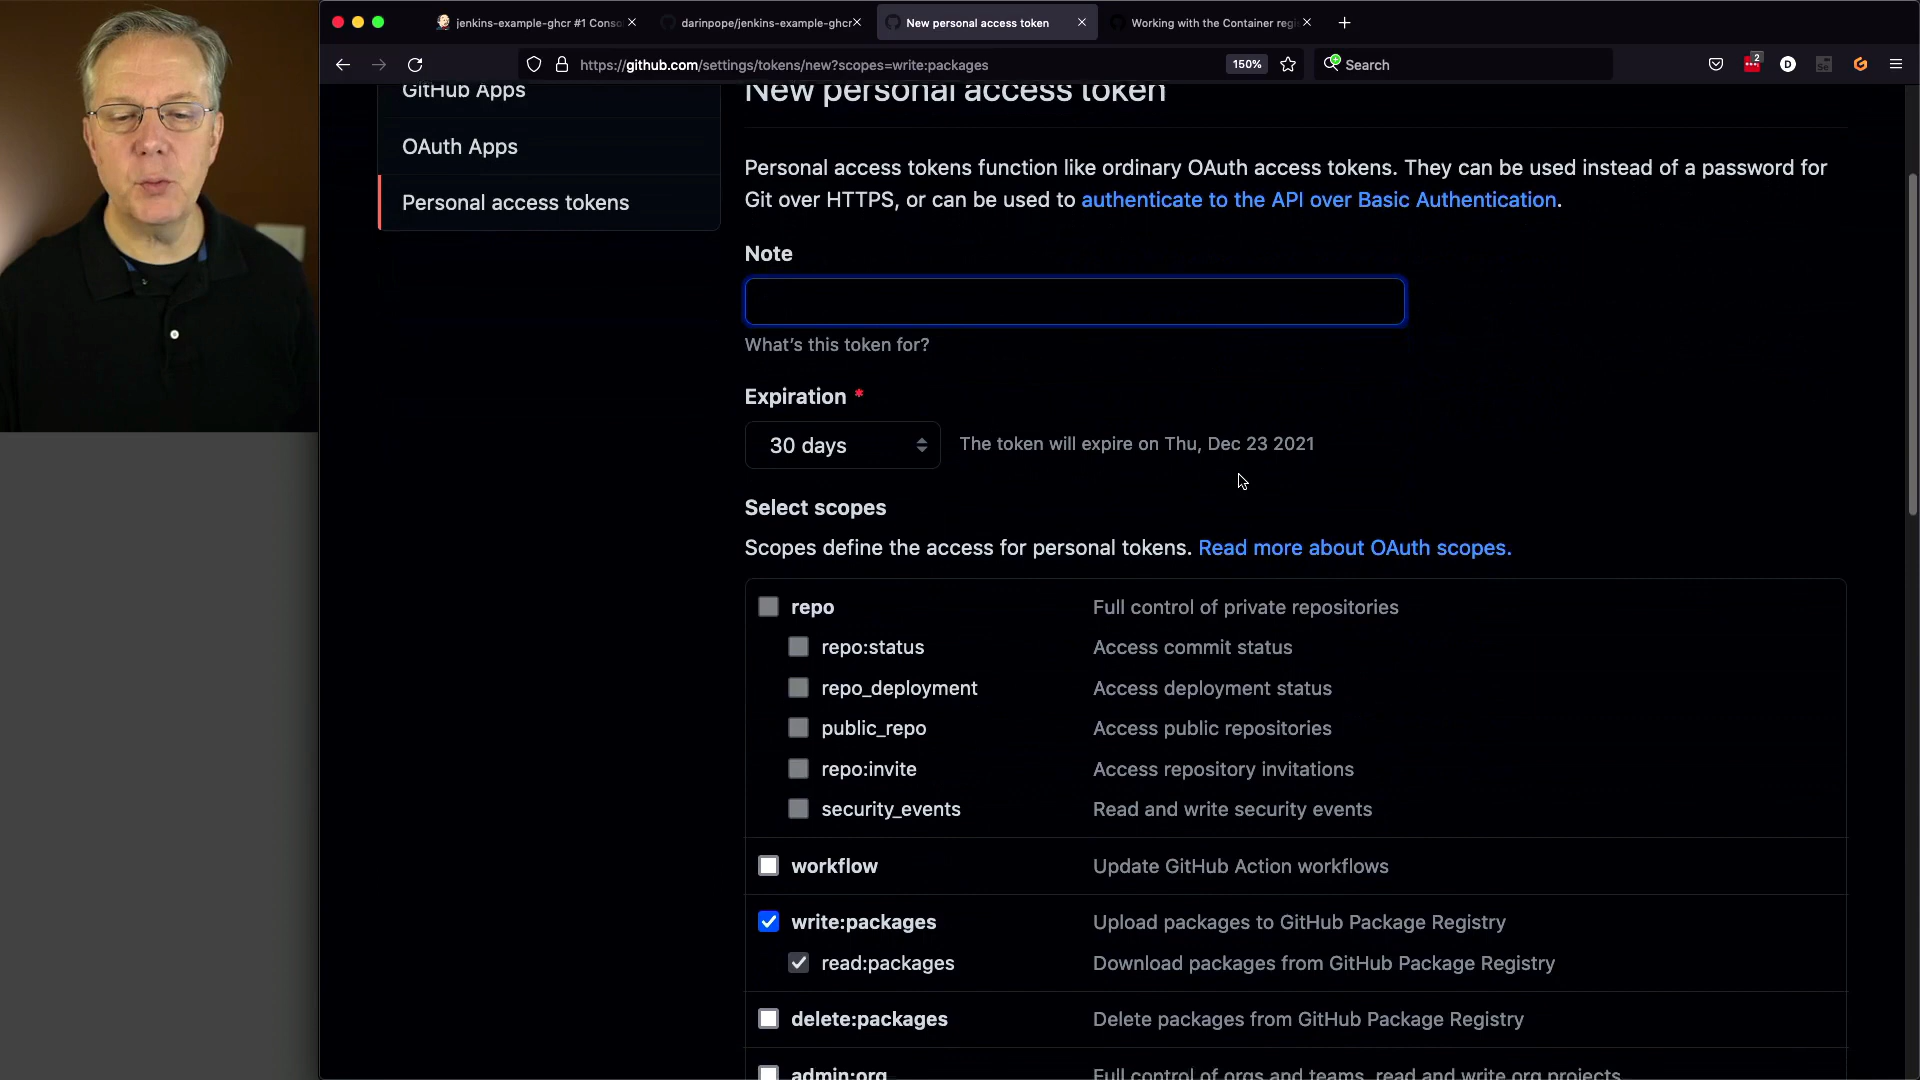 jenkins-example-ghcr #1 Conso
darinpope/jenkins-example-ghcr
New personal access token
Working with the Container regi
https://github.com/settings/tokens/new?scopes=write:packages
150%
Search
2
D
GitHub Apps
OAuth Apps
Personal access tokens
New personal access token
Personal access tokens function like ordinary OAuth access tokens. They can be used instead of a password for
Git over HTTPS, or can be used to authenticate to the API over Basic Authentication.
Note
What's this token for?
Expiration *
30 days
The token will expire on Thu, Dec 23 2021
Select scopes
Scopes define the access for personal tokens. Read more about OAuth scopes.
repo Full control of private repositories
repo:status Access commit status
repo_deployment Access deployment status
public_repo Access public repositories
repo:invite Access repository invitations
security_events Read and write security events
workflow Update GitHub Action workflows
write:packages Upload packages to GitHub Package Registry
read:packages Download packages from GitHub Package Registry
delete:packages Delete packages from GitHub Package Registry
admin:org Full control of orgs and teams, read and write org projects